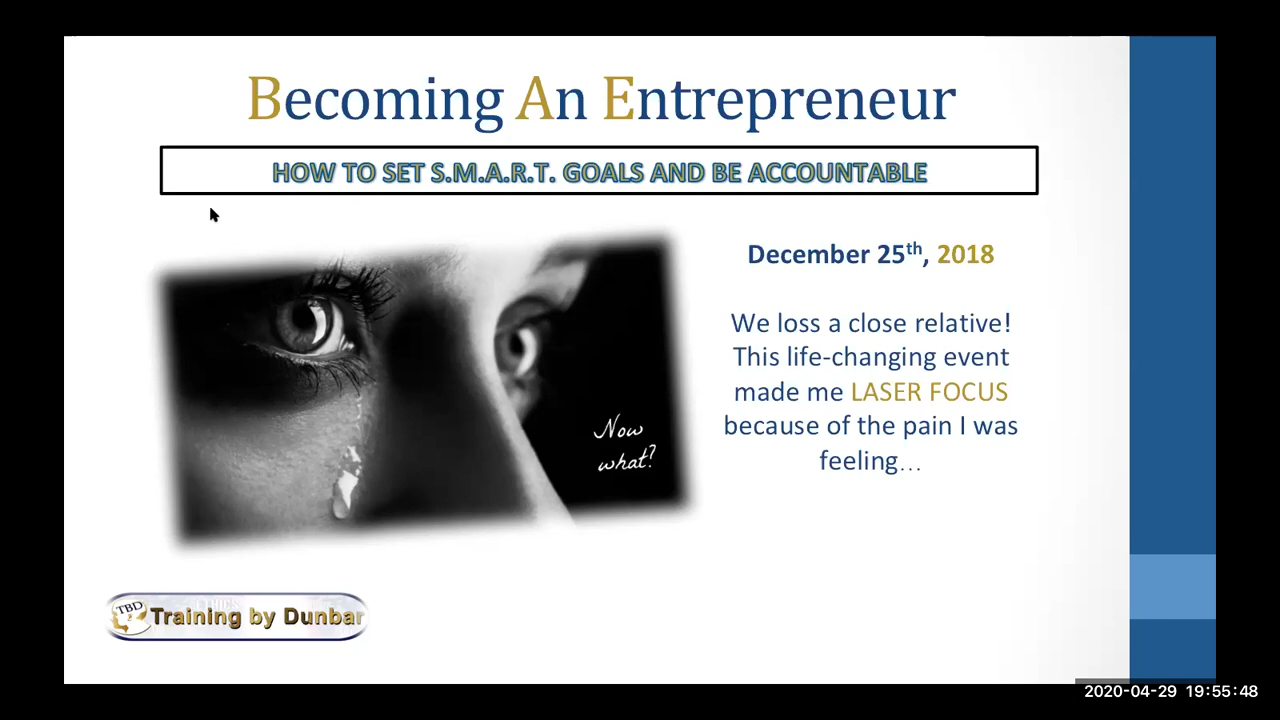 Becoming An Entrepreneur
HOW TO SET S.M.A.R.T. GOALS AND BE ACCOUNTABLE
December 25th, 2018
We loss a close relative!
This life-changing event
made me LASER FOCUS
because of the pain I was
feeling...
Now
what?
TBD
Training by Dunbar
2020-04-29 19:55:48